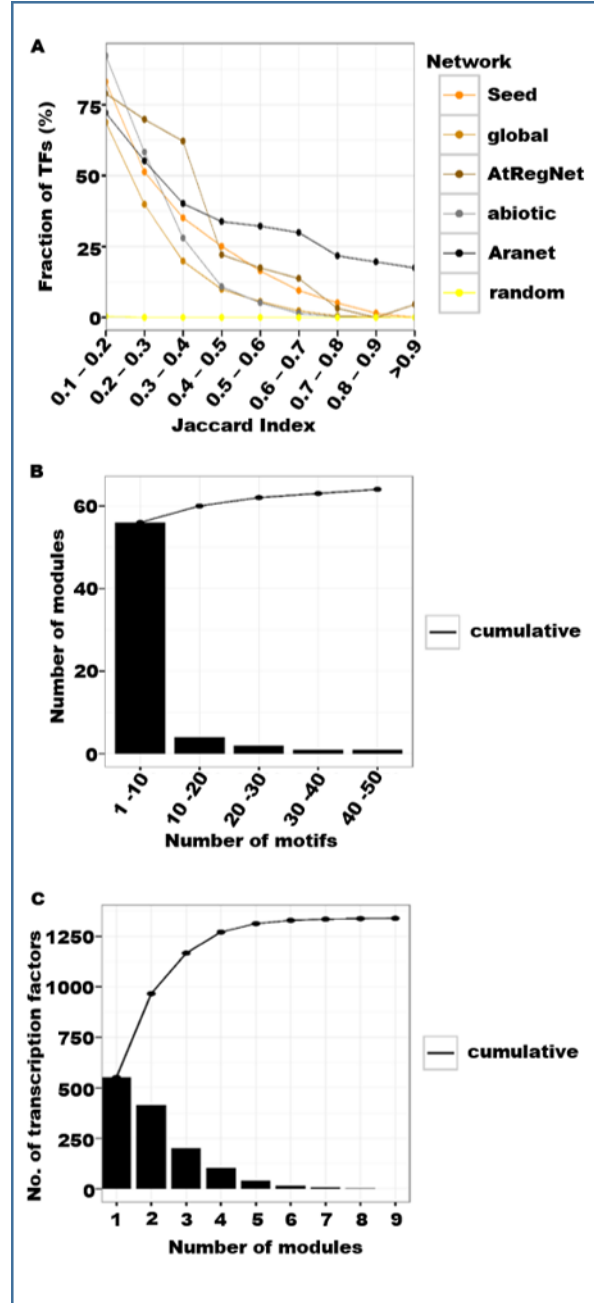 A
Fraction of TFs (%)
75
50
25
0
0.1 – 0.2
0.2 – 0.3
0.3 – 0.4
0.4 – 0.5
0.5 – 0.6
0.6 – 0.7
0.7 – 0.8
0.8 – 0.9
>0.9
Jaccard Index
Network
Seed
global
AtRegNet
abiotic
Aranet
random
B
Number of modules
60
40
20
0
1 -10
10 -20
20 -30
30 -40
40 -50
Number of motifs
cumulative
C
No. of transcription factors
1250
1000
750
500
250
0
1 2 3 4 5 6 7 8 9
Number of modules
cumulative